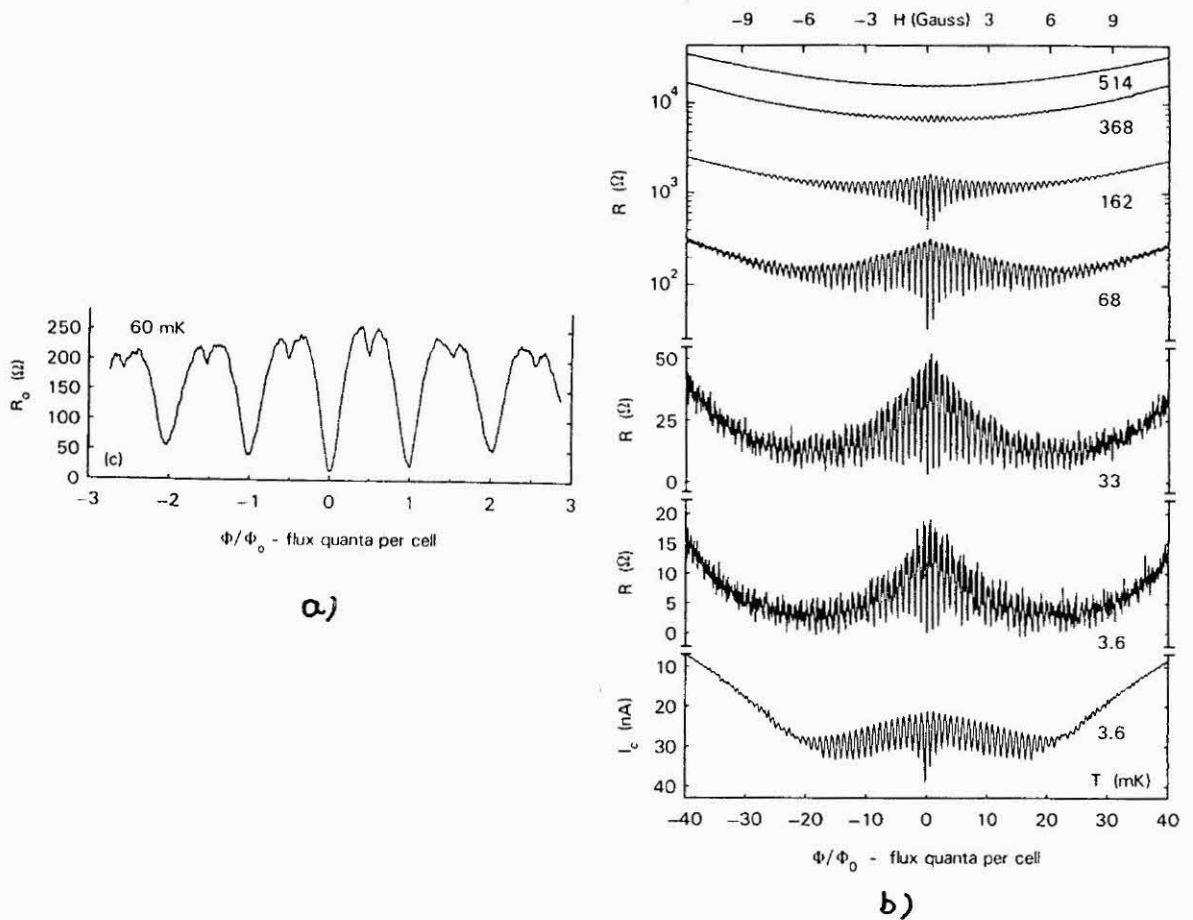 60 mK
250
200
150
100
50
0
R₀ (Ω)
(c)
−3 −2 −1 0 1 2 3
Φ/Φ₀ - flux quanta per cell
a)
−9 −6 −3 H (Gauss) 3 6 9
514
10⁴
368
R (Ω)
10³
162
10²
68
50
R (Ω)
25
0
33
20
15
R (Ω)
10
5
0
3.6
10
I_c (nA)
20
3.6
30
40
T (mK)
−40 −30 −20 −10 0 10 20 30 40
Φ/Φ₀ - flux quanta per cell
b)